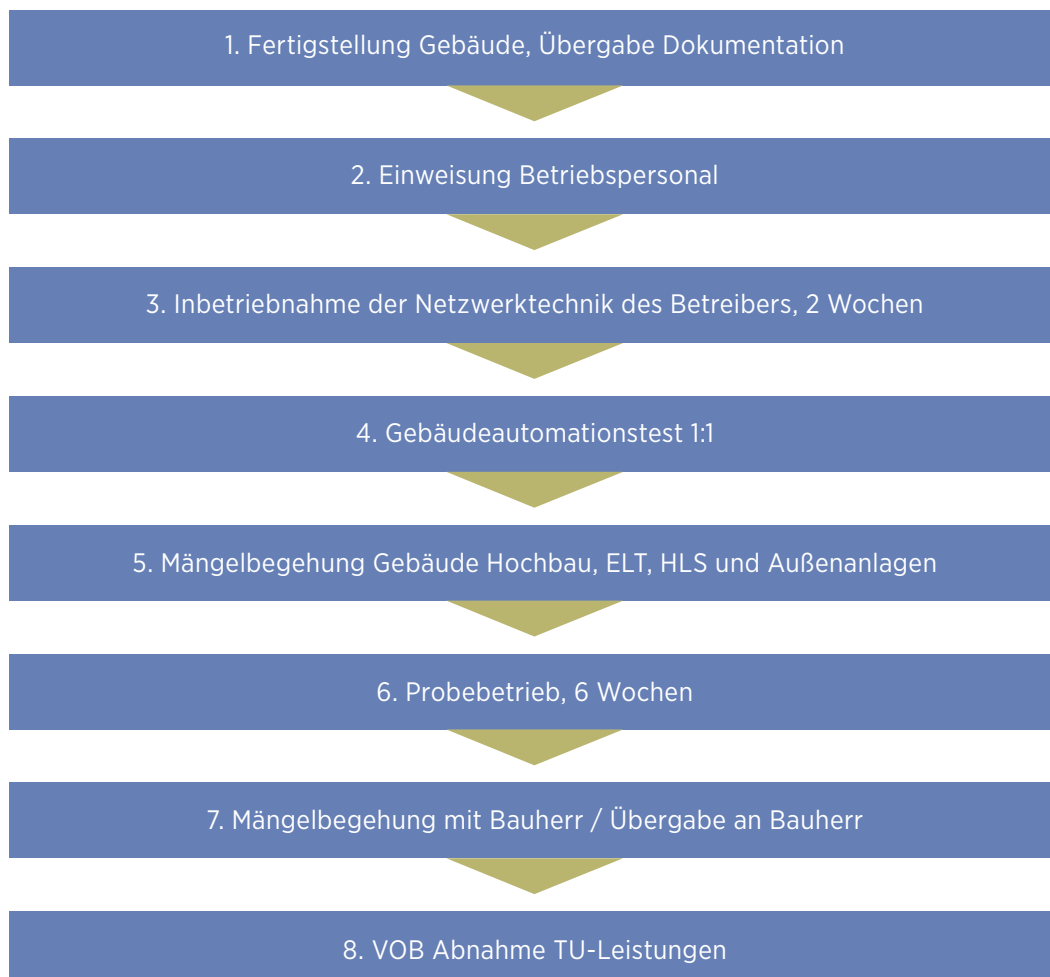 1. Fertigstellung Gebäude, Übergabe Dokumentation
2. Einweisung Betriebspersonal
3. Inbetriebnahme der Netzwerktechnik des Betreibers, 2 Wochen
4. Gebäudeautomationstest 1:1
5. Mängelbegehung Gebäude Hochbau, ELT, HLS und Außenanlagen
6. Probebetrieb, 6 Wochen
7. Mängelbegehung mit Bauherr / Übergabe an Bauherr
8. VOB Abnahme TU-Leistungen